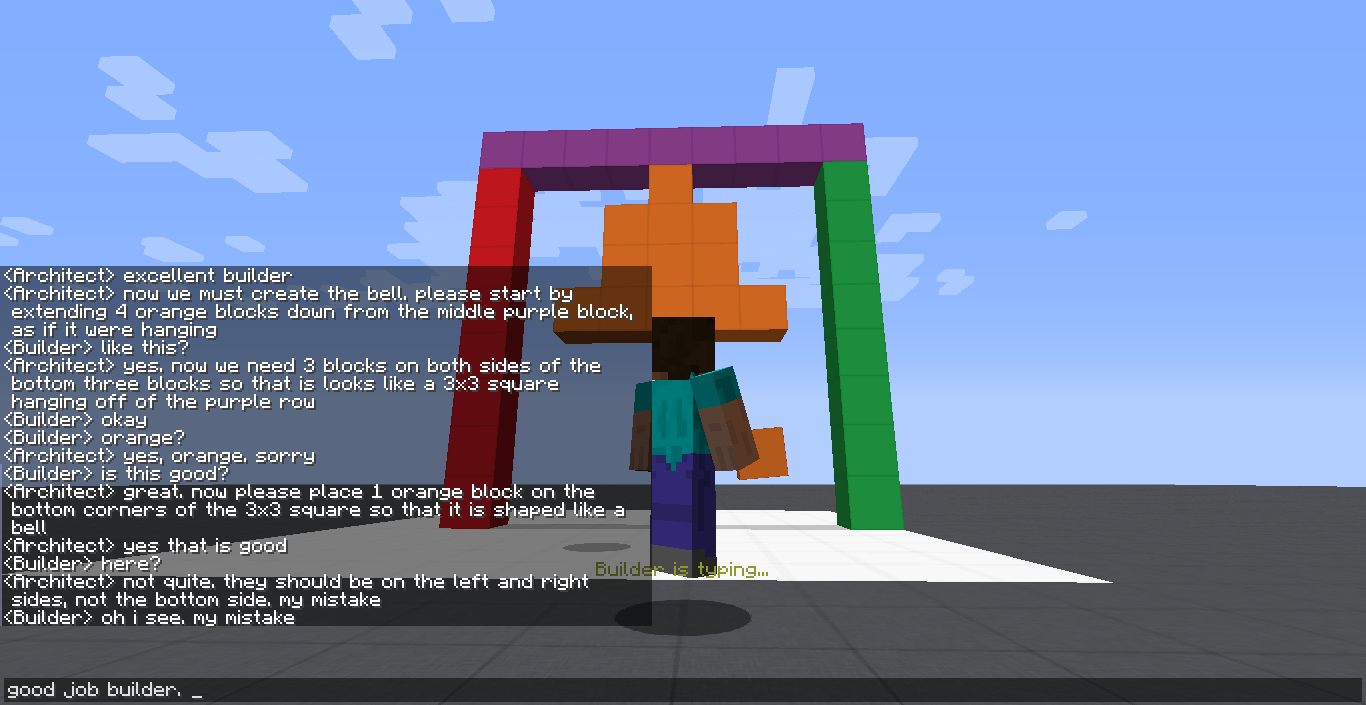 <Architect> excellent builder
<Architect> now we must create the bell. please start by
extending 4 orange blocks down from the middle purple block,
as if it were hanging
<Builder> like this?
<Architect> yes. now we need 3 blocks on both sides of the
bottom three blocks so that is looks like a 3x3 square
hanging off of the purple row
<Builder> okay
<Builder> orange?
<Architect> yes, orange. sorry
<Builder> is this good?
<Architect> great. now please place 1 orange block on the
bottom corners of the 3x3 square so that it is shaped like a
bell
<Architect> yes that is good
<Builder> here?
<Architect> not quite. they should be on the left and right
sides, not the bottom side. my mistake
<Builder> oh i see. my mistake
Builder is typing...
good job builder. _